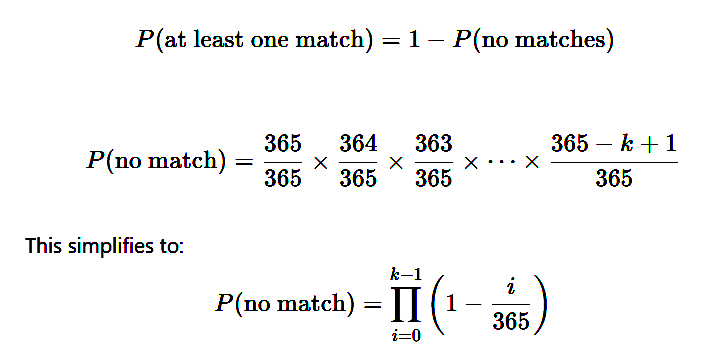 P(at least one match) = 1 − P(no matches)
P(no match) = 365/365 × 364/365 × 363/365 × ⋯ × (365 − k + 1)/365
This simplifies to:
P(no match) = ∏_{i=0}^{k−1} (1 − i/365)